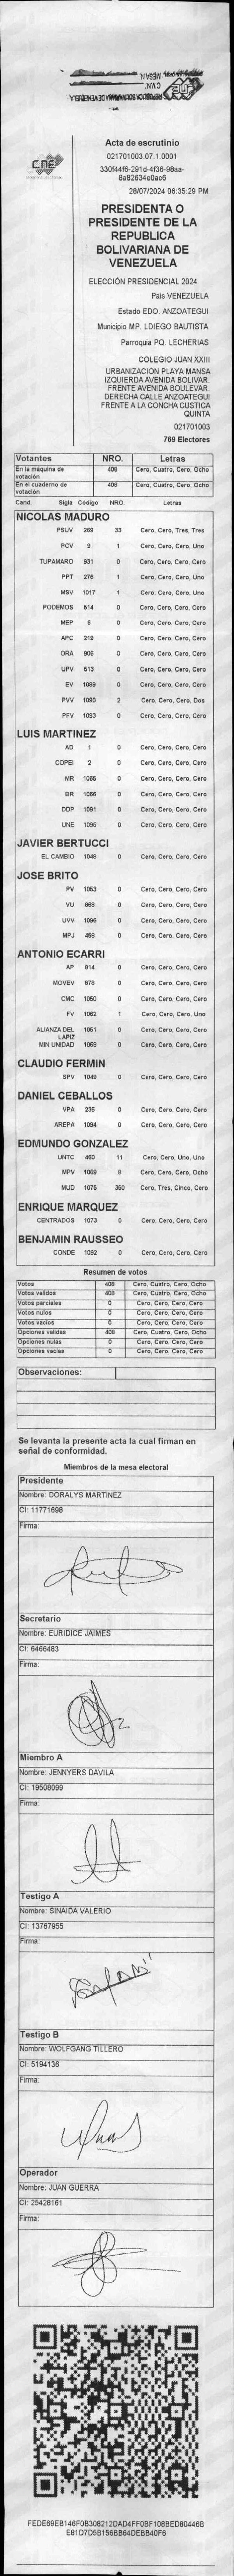 CNE
Acta de escrutinio
021701003.07.1.0001
330f44f6-291d-4f36-98aa-
8a82634e0ac6
28/07/2024 06:35:29 PM
PRESIDENTA O
PRESIDENTE DE LA
REPUBLICA
BOLIVARIANA DE
VENEZUELA
ELECCIÓN PRESIDENCIAL 2024
Pais VENEZUELA
Estado EDO. ANZOATEGUI
Municipio MP. LDIEGO BAUTISTA
Parroquia PQ. LECHERIAS
COLEGIO JUAN XXIII
URBANIZACIÓN PLAYA MANSA
IZQUIERDA AVENIDA BOLIVAR.
FRENTE AVENIDA BOULEVAR.
DERECHA CALLE ANZOATEGUI
FRENTE A LA CONCHA CUSTICA
QUINTA
021701003
769 Electores
Votantes NRO. Letras
En la máquina de votación 408 Cero, Cuatro, Cero, Ocho
En el cuaderno de votación 408 Cero, Cuatro, Cero, Ocho
Cand. Sigla Código NRO. Letras
NICOLAS MADURO
PSUV 269 33 Cero, Cero, Tres, Tres
PCV 9 1 Cero, Cero, Cero, Uno
TUPAMARO 931 0 Cero, Cero, Cero, Cero
PPT 276 1 Cero, Cero, Cero, Uno
MSV 1017 1 Cero, Cero, Cero, Uno
PODEMOS 514 0 Cero, Cero, Cero, Cero
MEP 6 0 Cero, Cero, Cero, Cero
APC 219 0 Cero, Cero, Cero, Cero
ORA 906 0 Cero, Cero, Cero, Cero
UPV 513 0 Cero, Cero, Cero, Cero
EV 1089 0 Cero, Cero, Cero, Cero
PVV 1090 2 Cero, Cero, Cero, Dos
PFV 1093 0 Cero, Cero, Cero, Cero
LUIS MARTINEZ
AD 1 0 Cero, Cero, Cero, Cero
COPEI 2 0 Cero, Cero, Cero, Cero
MR 1065 0 Cero, Cero, Cero, Cero
BR 1066 0 Cero, Cero, Cero, Cero
DDP 1091 0 Cero, Cero, Cero, Cero
UNE 1095 0 Cero, Cero, Cero, Cero
JAVIER BERTUCCI
EL CAMBIO 1048 0 Cero, Cero, Cero, Cero
JOSE BRITO
PV 1053 0 Cero, Cero, Cero, Cero
VU 868 0 Cero, Cero, Cero, Cero
UVV 1096 0 Cero, Cero, Cero, Cero
MPJ 458 0 Cero, Cero, Cero, Cero
ANTONIO ECARRI
AP 814 0 Cero, Cero, Cero, Cero
MOVEV 978 0 Cero, Cero, Cero, Cero
CMC 1050 0 Cero, Cero, Cero, Cero
FV 1052 1 Cero, Cero, Cero, Uno
ALIANZA DEL LAPIZ 1051 0 Cero, Cero, Cero, Cero
MIN UNIDAD 1068 0 Cero, Cero, Cero, Cero
CLAUDIO FERMIN
SPV 1049 0 Cero, Cero, Cero, Cero
DANIEL CEBALLOS
VPA 236 0 Cero, Cero, Cero, Cero
AREPA 1094 0 Cero, Cero, Cero, Cero
EDMUNDO GONZALEZ
UNTC 460 11 Cero, Cero, Uno, Uno
MPV 1069 8 Cero, Cero, Cero, Ocho
MUD 1075 350 Cero, Tres, Cinco, Cero
ENRIQUE MARQUEZ
CENTRADOS 1073 0 Cero, Cero, Cero, Cero
BENJAMIN RAUSSEO
CONDE 1092 0 Cero, Cero, Cero, Cero
Resumen de votos
Votos 408 Cero, Cuatro, Cero, Ocho
Votos validos 408 Cero, Cuatro, Cero, Ocho
Votos parciales 0 Cero, Cero, Cero, Cero
Votos nulos 0 Cero, Cero, Cero, Cero
Votos vacios 0 Cero, Cero, Cero, Cero
Opciones validas 408 Cero, Cuatro, Cero, Ocho
Opciones nulas 0 Cero, Cero, Cero, Cero
Opciones vacias 0 Cero, Cero, Cero, Cero
Observaciones:
Se levanta la presente acta la cual firman en
señal de conformidad.
Miembros de la mesa electoral
Presidente
Nombre: DORALYS MARTINEZ
CI: 11771698
Firma:
Secretario
Nombre: EURIDICE JAIMES
CI: 6466483
Firma:
Miembro A
Nombre: JENNYERS DAVILA
CI: 19508099
Firma:
Testigo A
Nombre: SINAIDA VALERIO
CI: 13767955
Firma:
Testigo B
Nombre: WOLFGANG TILLERO
CI: 5194136
Firma:
Operador
Nombre: JUAN GUERRA
CI: 25428161
Firma:
FEDE69EB146F0B308212DAD4FF0BF108BED80446B
E81D7D5B156BB64DEBB40F6